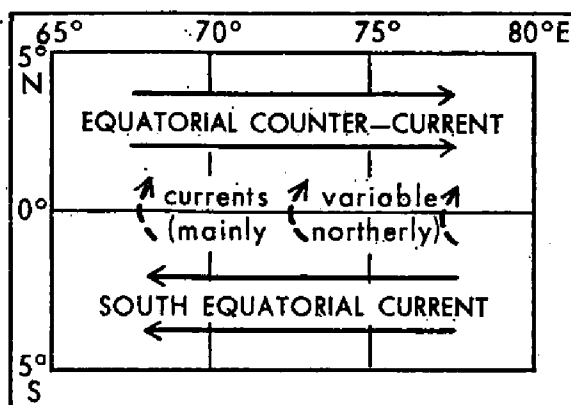 65° 70° 75° 80°E
5°
N
EQUATORIAL COUNTER–CURRENT
currents variable
0°
(mainly northerly)
SOUTH EQUATORIAL CURRENT
5°
S